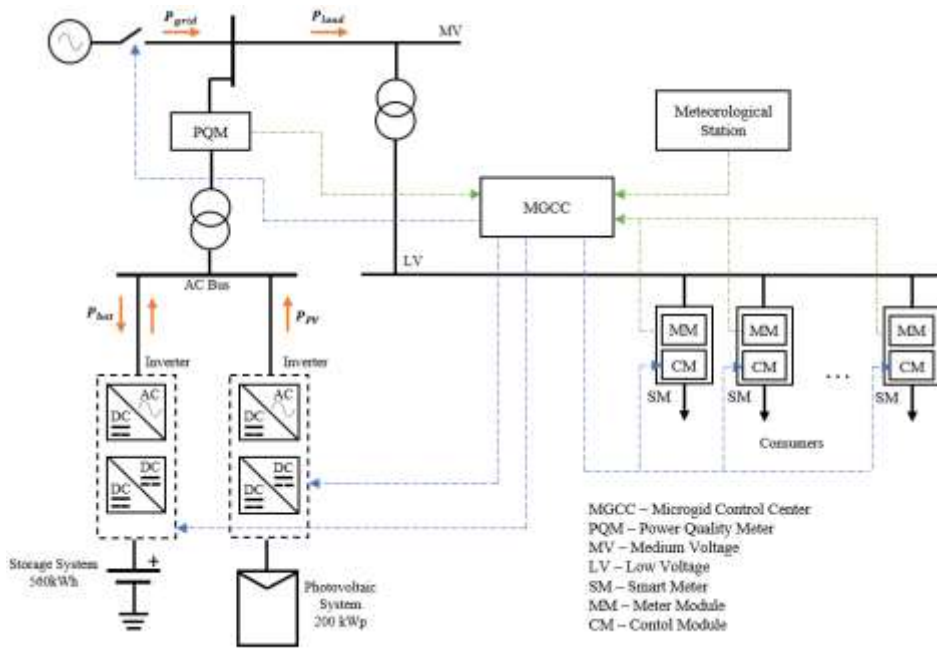 P_grid
P_load
MV
PQM
Meteorological
Station
MGCC
LV
AC Bus
P_bat
P_PV
Inverter
Inverter
AC
DC
AC
DC
DC
DC
DC
DC
MM
CM
SM
MM
CM
SM
...
MM
CM
SM
Consumers
Storage System
560kWh
+
Photovoltaic
System
200 kWp
MGCC – Microgid Control Center
PQM – Power Quality Meter
MV – Medium Voltage
LV – Low Voltage
SM – Smart Meter
MM – Meter Module
CM – Contol Module